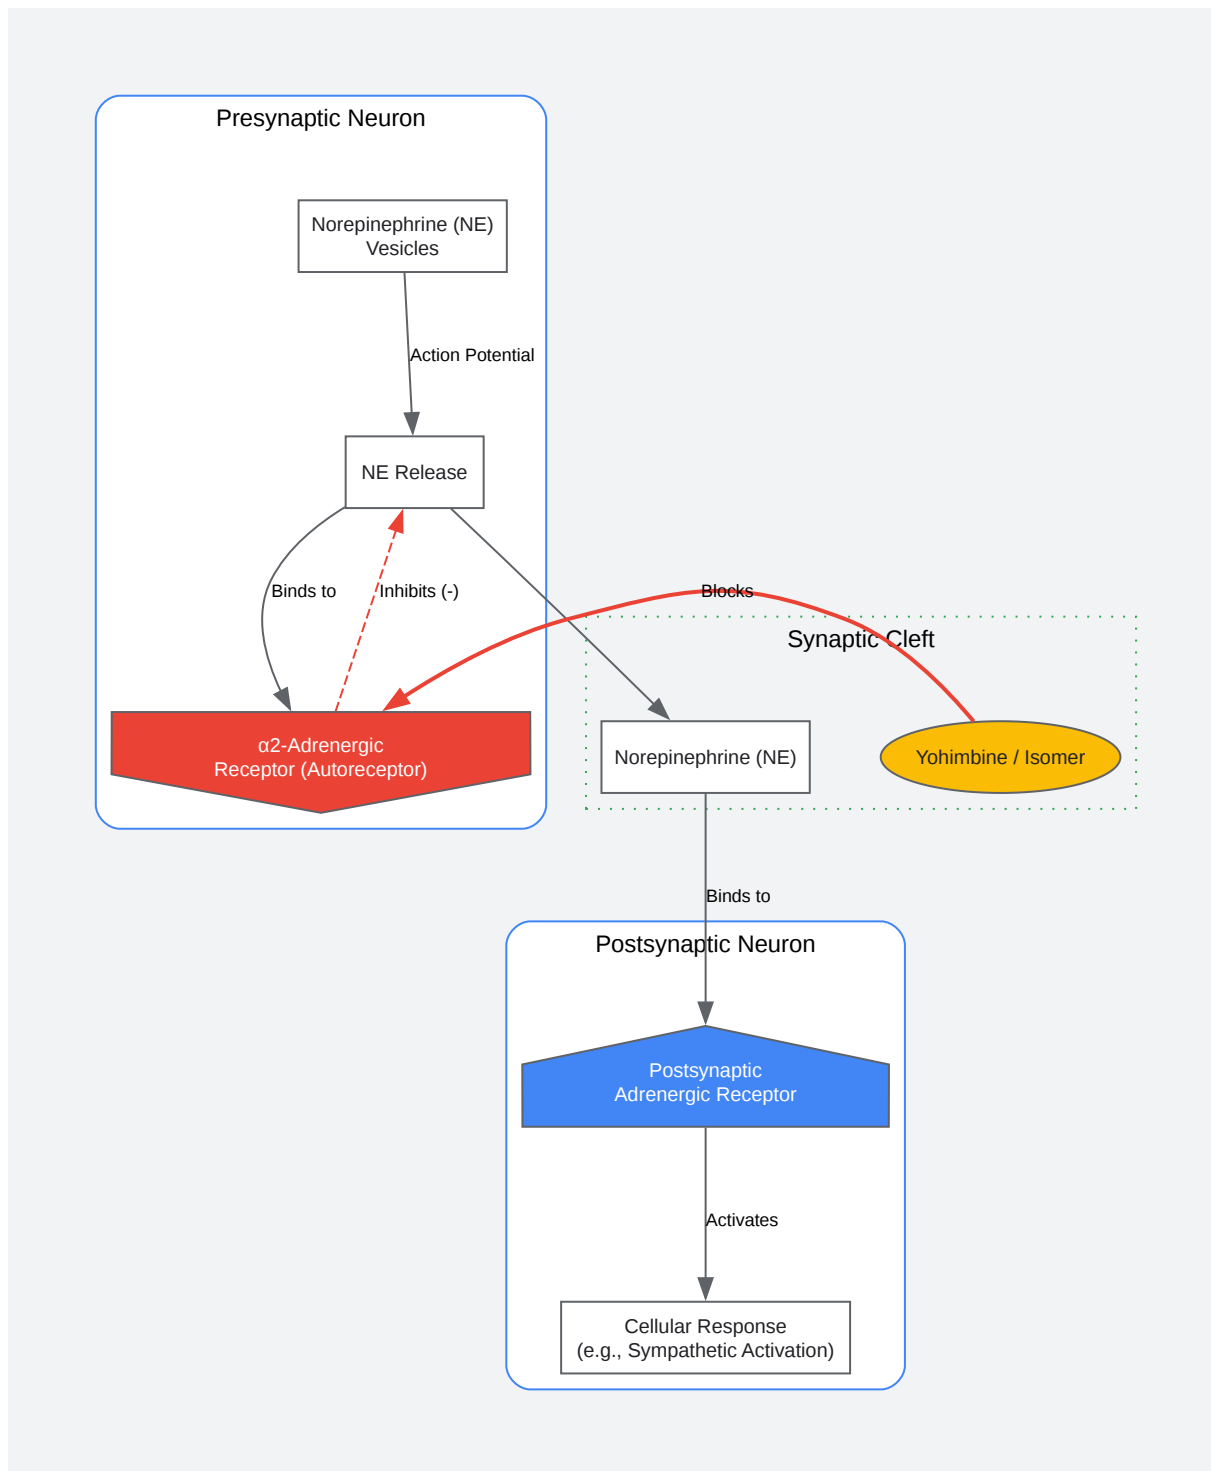 Presynaptic Neuron
Norepinephrine (NE)
Vesicles
Action Potential
NE Release
Binds to
Inhibits (-)
Blocks
Synaptic Cleft
α2-Adrenergic
Receptor (Autoreceptor)
Norepinephrine (NE)
Yohimbine / Isomer
Binds to
Postsynaptic Neuron
Postsynaptic
Adrenergic Receptor
Activates
Cellular Response
(e.g., Sympathetic Activation)